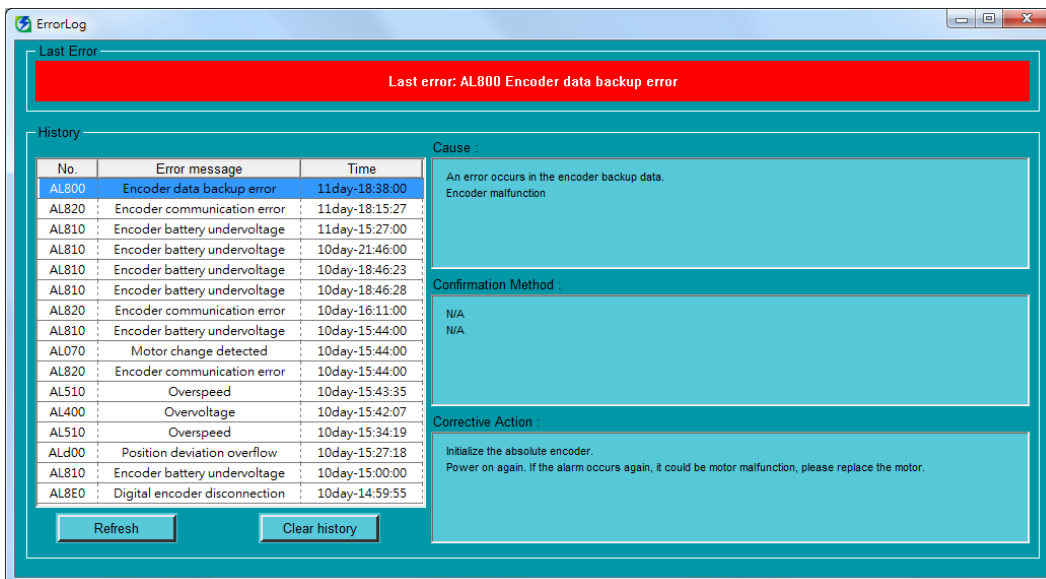 ErrorLog
Last Error
Last error: AL800 Encoder data backup error
History
No. Error message Time
AL800 Encoder data backup error 11day-18:38:00
AL820 Encoder communication error 11day-18:15:27
AL810 Encoder battery undervoltage 11day-15:27:00
AL810 Encoder battery undervoltage 10day-21:46:00
AL810 Encoder battery undervoltage 10day-18:46:23
AL810 Encoder battery undervoltage 10day-18:46:28
AL820 Encoder communication error 10day-16:11:00
AL810 Encoder battery undervoltage 10day-15:44:00
AL070 Motor change detected 10day-15:44:00
AL820 Encoder communication error 10day-15:44:00
AL510 Overspeed 10day-15:43:35
AL400 Overvoltage 10day-15:42:07
AL510 Overspeed 10day-15:34:19
ALd00 Position deviation overflow 10day-15:27:18
AL810 Encoder battery undervoltage 10day-15:00:00
AL8E0 Digital encoder disconnection 10day-14:59:55
Refresh
Clear history
Cause :
An error occurs in the encoder backup data.
Encoder malfunction
Confirmation Method :
N/A
N/A
Corrective Action :
Initialize the absolute encoder.
Power on again. If the alarm occurs again, it could be motor malfunction, please replace the motor.